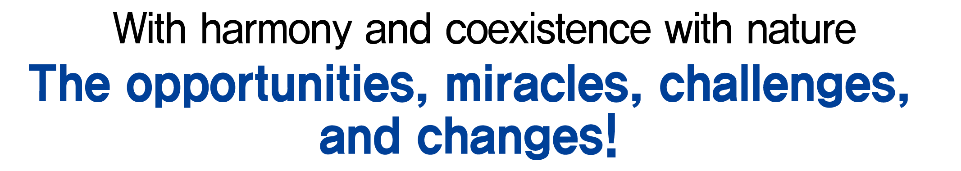 With harmony and coexistence with nature
The opportunities, miracles, challenges,
and changes!